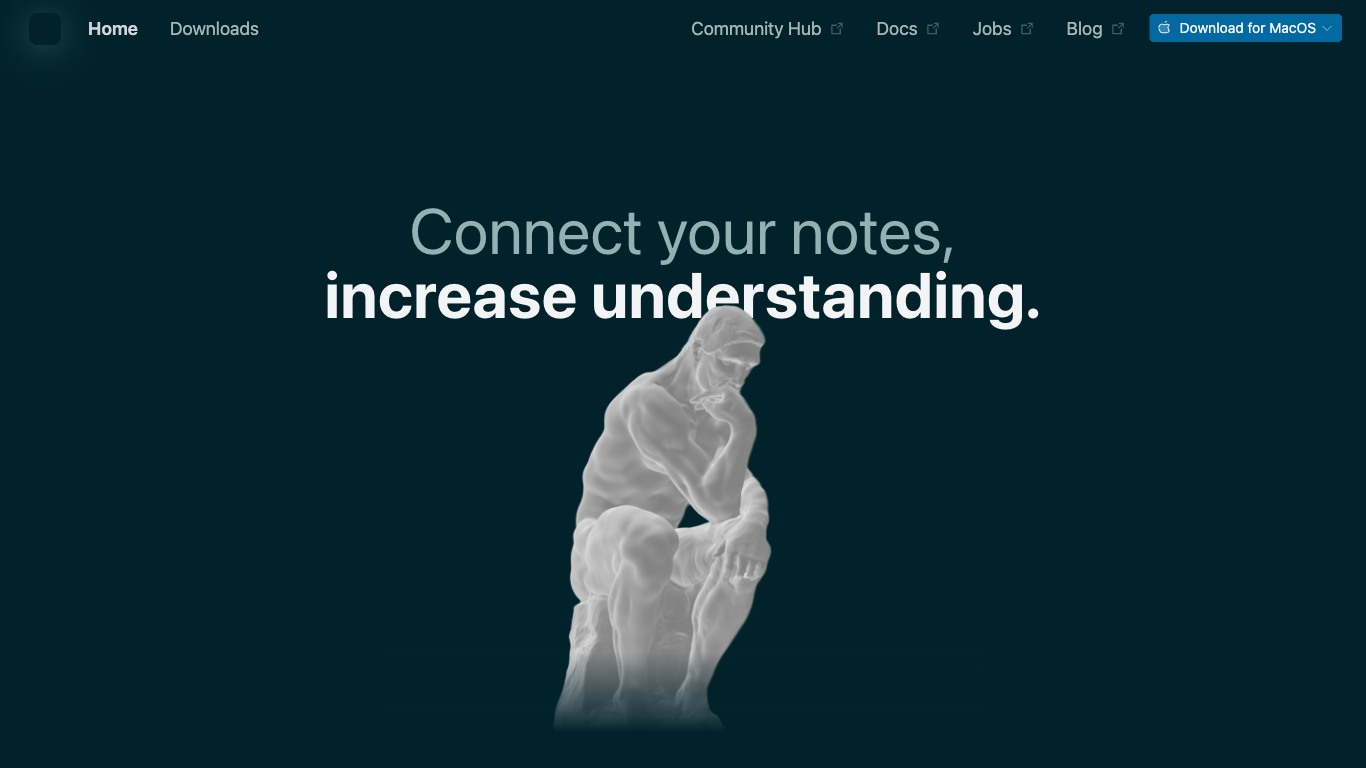 Home Downloads Community Hub Docs Jobs Blog Download for MacOS
Connect your notes,
increase understanding.